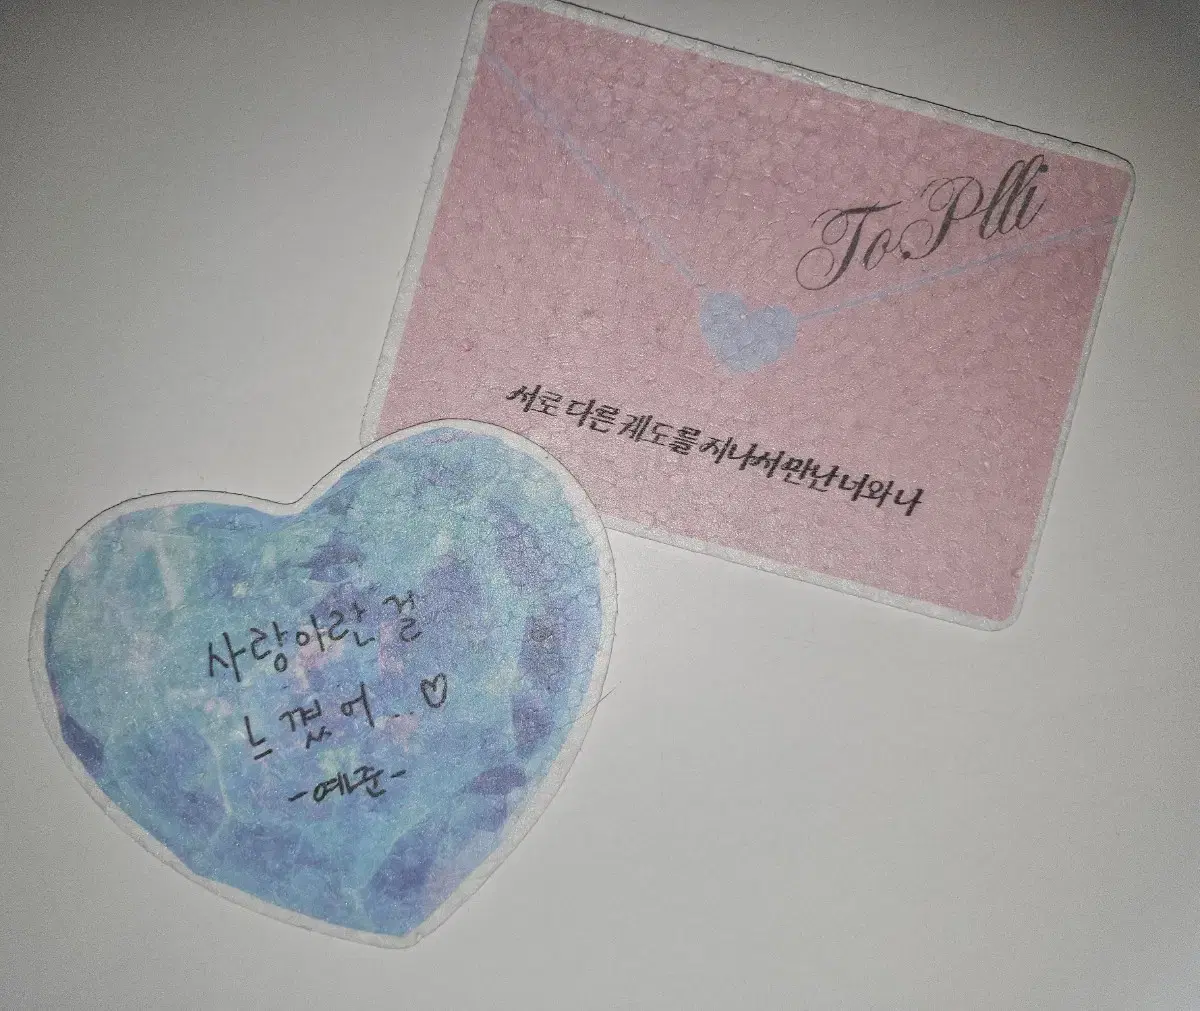 To Plli
서로 다른 궤도를 지나서 만난 너와 나
사랑이란 걸
느꼈어..♡
-예준-